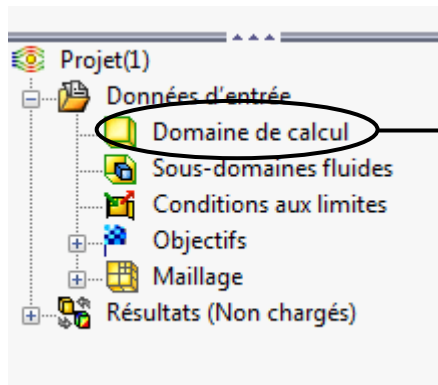 Projet(1)
Données d'entrée
Domaine de calcul
Sous-domaines fluides
Conditions aux limites
Objectifs
Maillage
Résultats (Non chargés)